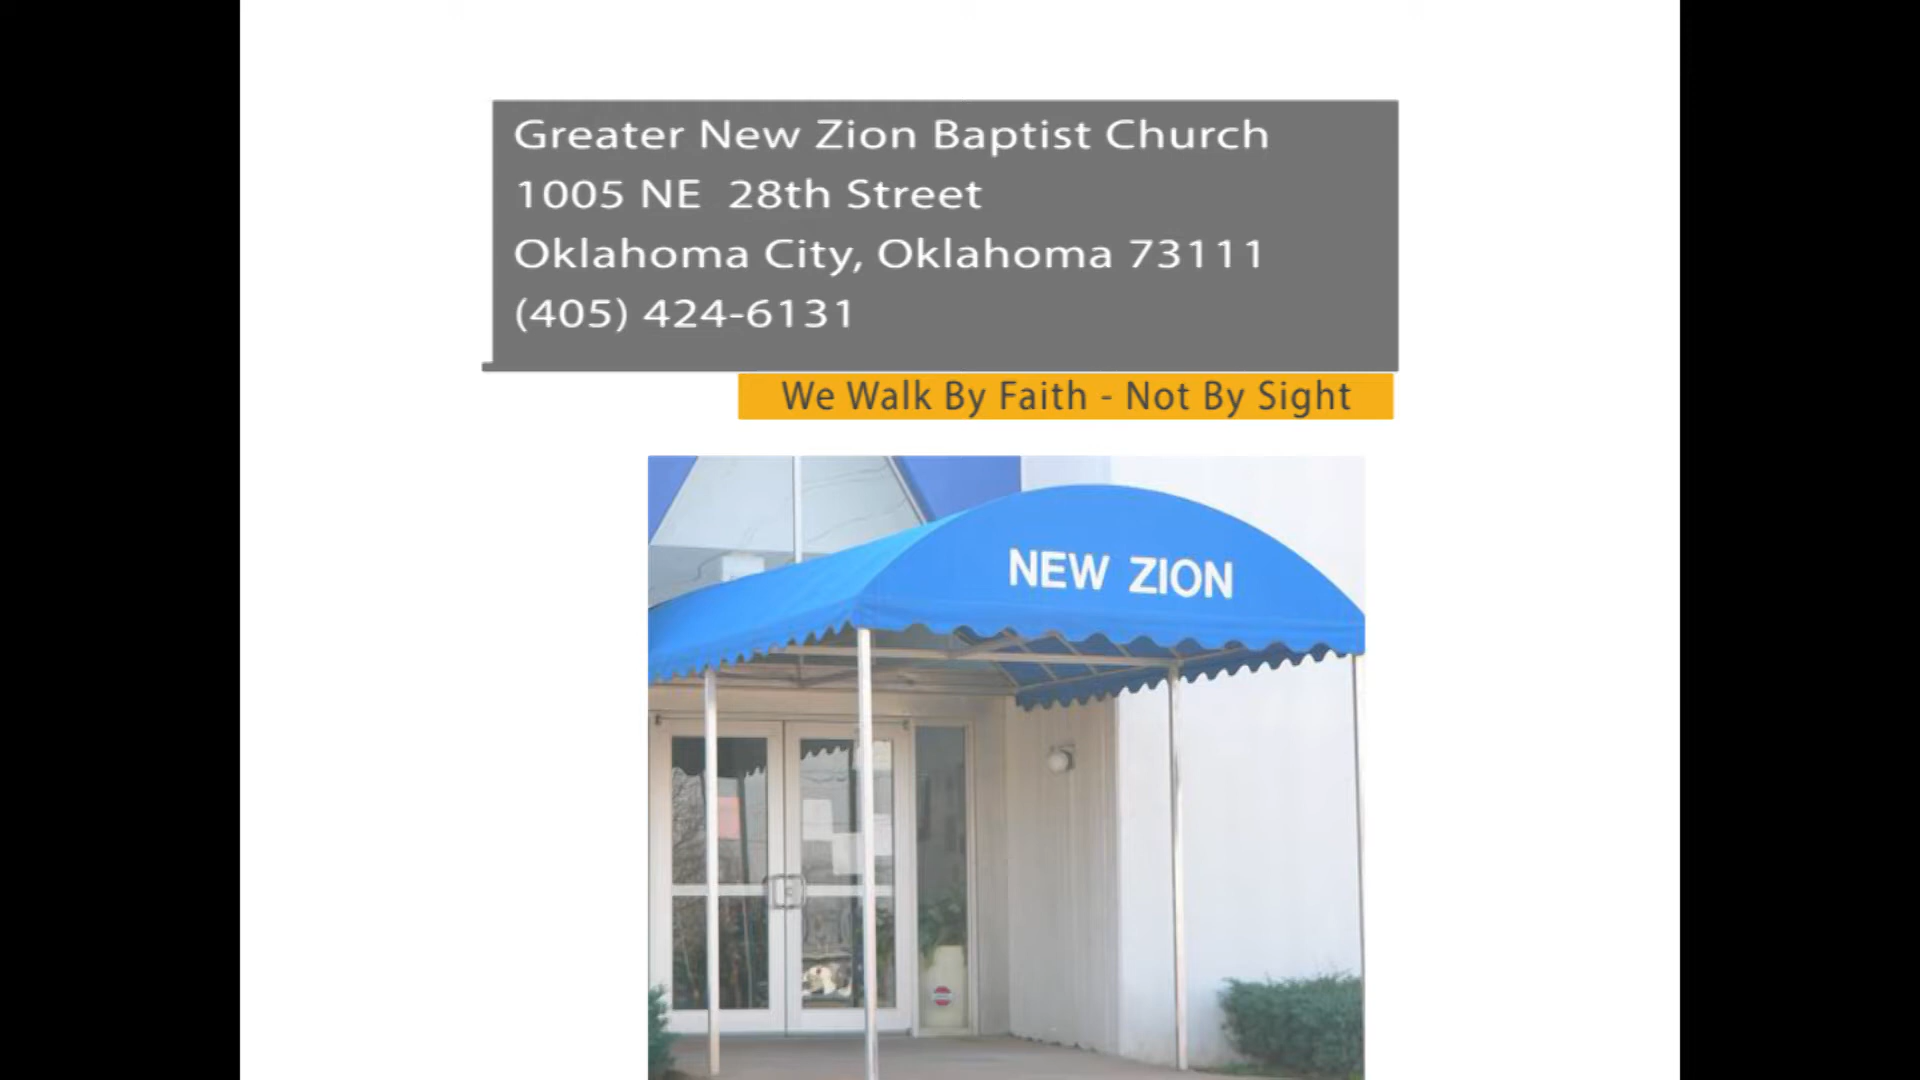 Greater New Zion Baptist Church
1005 NE 28th Street
Oklahoma City, Oklahoma 73111
(405) 424-6131
We Walk By Faith - Not By Sight
NEW ZION